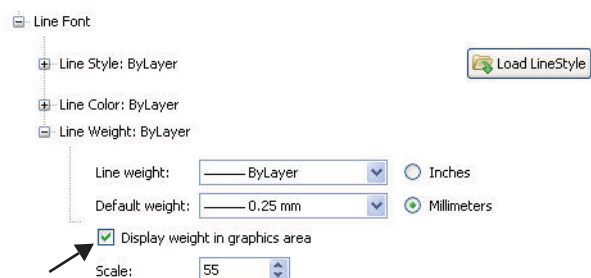 Line Font
Line Style: ByLayer
Load LineStyle
Line Color: ByLayer
Line Weight: ByLayer
Line weight: ByLayer Inches
Default weight: 0.25 mm Millimeters
Display weight in graphics area
Scale: 55